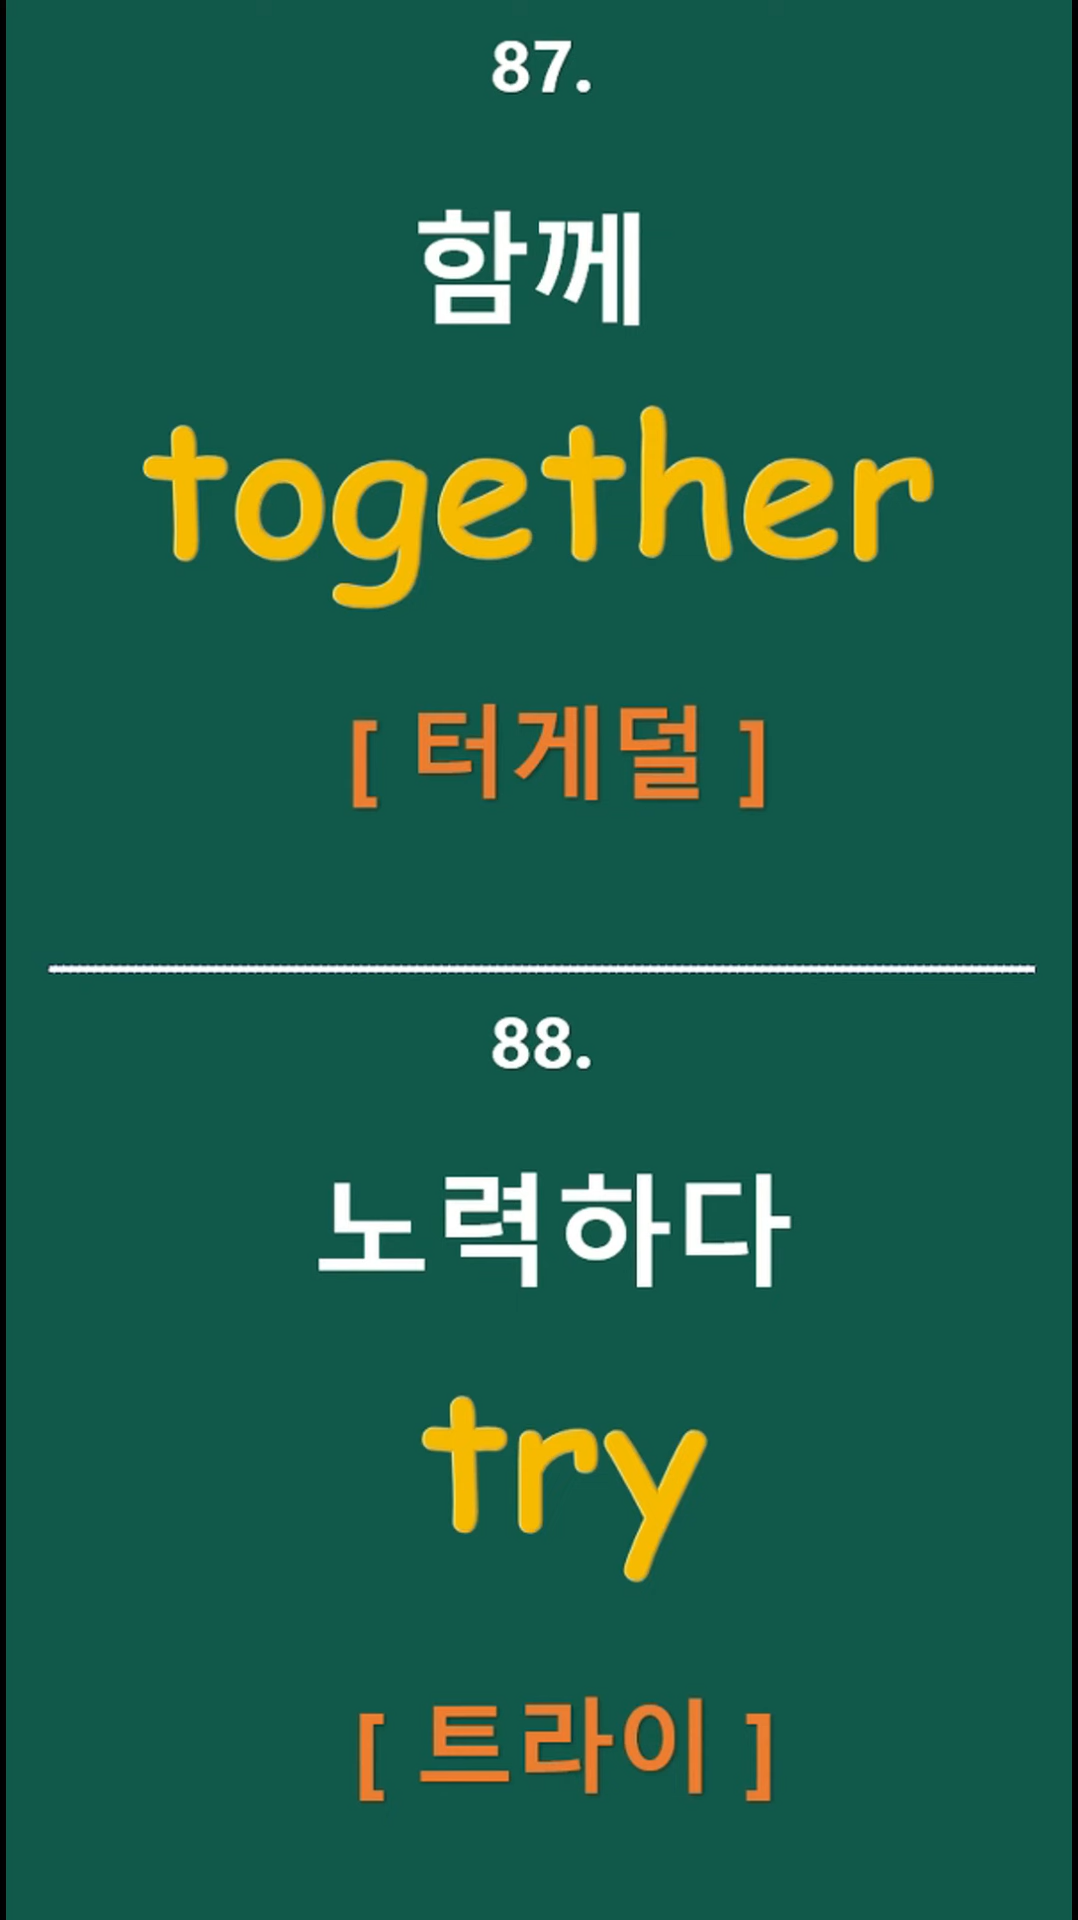 87.
함께
together
[ 터게덜 ]
88.
노력하다
try
[ 트라이 ]